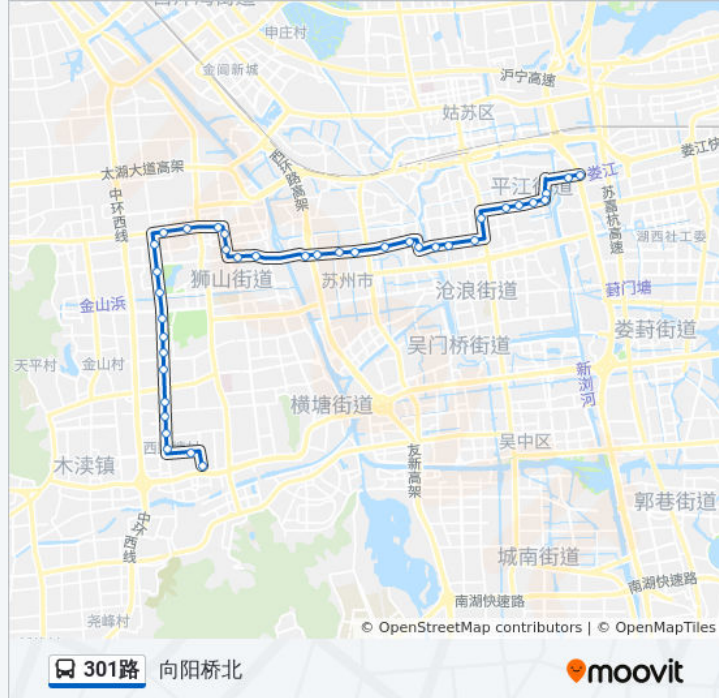 申庄村
金阊新城
沪宁高速
姑苏区
太湖大道高架
西环路高架
娄江快
中环西线
平江街道
娄江
苏嘉杭高速
湖西社工委
狮山街道
苏州市
沧浪街道
葑门塘
金山浜
娄葑街道
天平村
金山村
吴门桥街道
新浏河
横塘街道
木渎镇
吴中区
友新高架
郭巷街道
中环西线
城南街道
南湖快速路
尧峰村
南湖快速路
© OpenStreetMap contributors | © OpenMapTiles
301路 向阳桥北
moovit